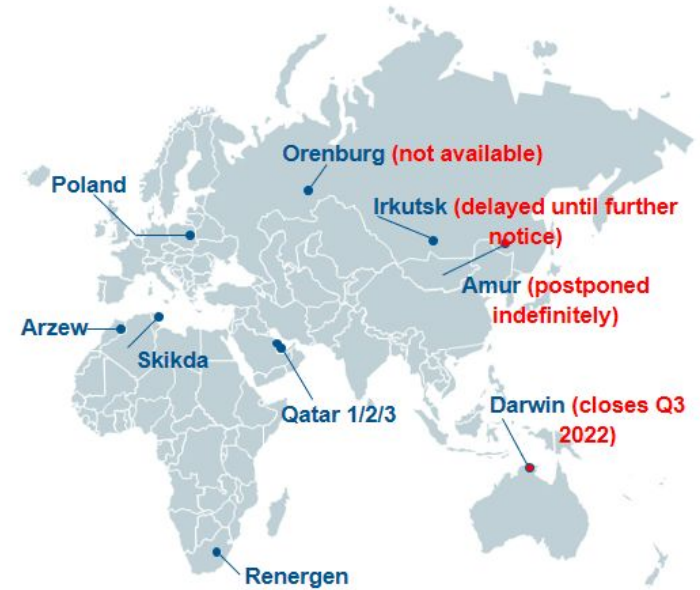 Orenburg (not available)
Poland
Irkutsk (delayed until further
notice)
Amur (postponed
indefinitely)
Arzew
Skikda
Qatar 1/2/3
Darwin (closes Q3
2022)
Renergen